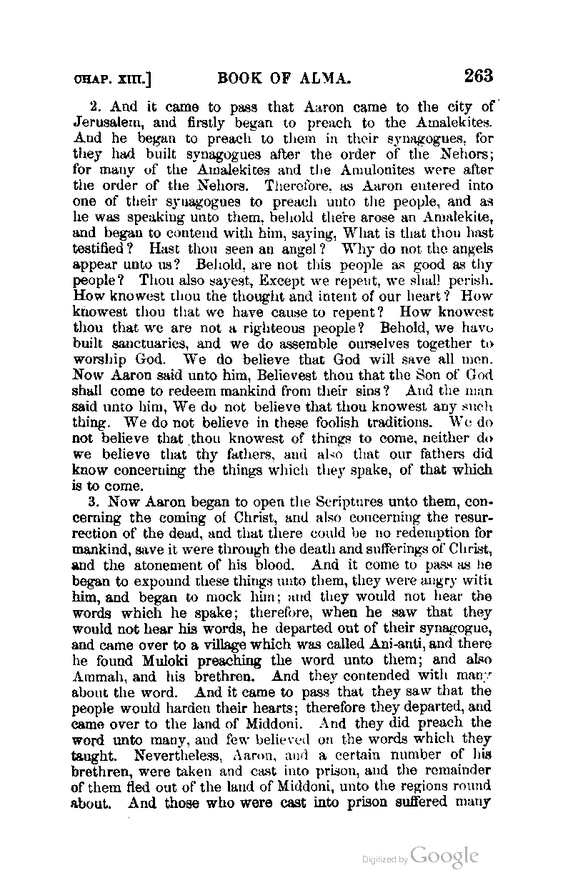 CHAP. XIII.] BOOK OF ALMA. 263
2. And it came to pass that Aaron came to the city of
Jerusalem, and firstly began to preach to the Amalekites.
And he began to preach to them in their synagogues, for
they had built synagogues after the order of the Nehors;
for many of the Amalekites and the Amulonites were after
the order of the Nehors. Therefore, as Aaron entered into
one of their synagogues to preach unto the people, and as
he was speaking unto them, behold there arose an Amalekite,
and began to contend with him, saying, What is that thou hast
testified? Hast thou seen an angel? Why do not the angels
appear unto us? Behold, are not this people as good as thy
people? Thou also sayest, Except we repent, we shall perish.
How knowest thou the thought and intent of our heart? How
knowest thou that we have cause to repent? How knowest
thou that we are not a righteous people? Behold, we have
built sanctuaries, and we do assemble ourselves together to
worship God. We do believe that God will save all men.
Now Aaron said unto him, Believest thou that the Son of God
shall come to redeem mankind from their sins? And the man
said unto him, We do not believe that thou knowest any such
thing. We do not believe in these foolish traditions. We do
not believe that thou knowest of things to come, neither do
we believe that thy fathers, and also that our fathers did
know concerning the things which they spake, of that which
is to come.
3. Now Aaron began to open the Scriptures unto them, con-
cerning the coming of Christ, and also concerning the resur-
rection of the dead, and that there could be no redemption for
mankind, save it were through the death and sufferings of Christ,
and the atonement of his blood. And it come to pass as he
began to expound these things unto them, they were angry with
him, and began to mock him; and they would not hear the
words which he spake; therefore, when he saw that they
would not hear his words, he departed out of their synagogue,
and came over to a village which was called Ani-anti, and there
he found Muloki preaching the word unto them; and also
Ammah, and his brethren. And they contended with many
about the word. And it came to pass that they saw that the
people would harden their hearts; therefore they departed, and
came over to the land of Middoni. And they did preach the
word unto many, and few believed on the words which they
taught. Nevertheless, Aaron, and a certain number of his
brethren, were taken and cast into prison, and the remainder
of them fled out of the land of Middoni, unto the regions round
about. And those who were cast into prison suffered many
Digitized by Google